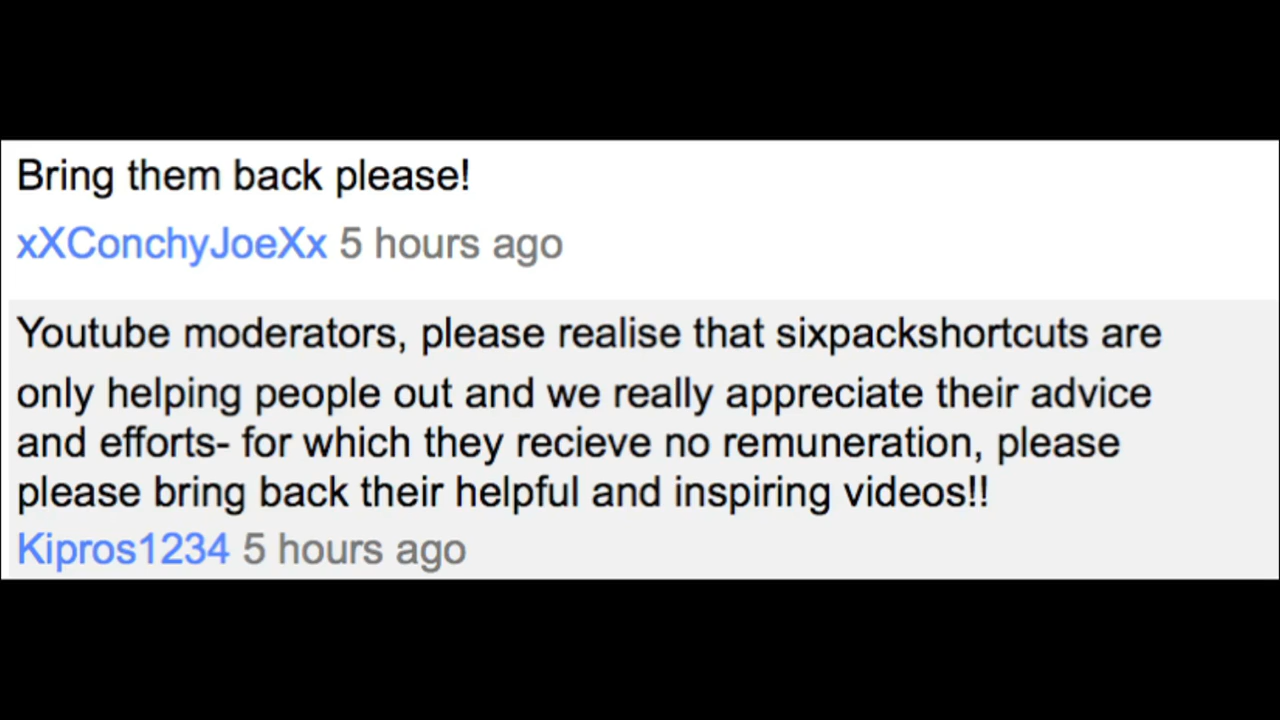 Bring them back please!
xXConchyJoeXx 5 hours ago
Youtube moderators, please realise that sixpackshortcuts are
only helping people out and we really appreciate their advice
and efforts- for which they recieve no remuneration, please
please bring back their helpful and inspiring videos!!
Kipros1234 5 hours ago